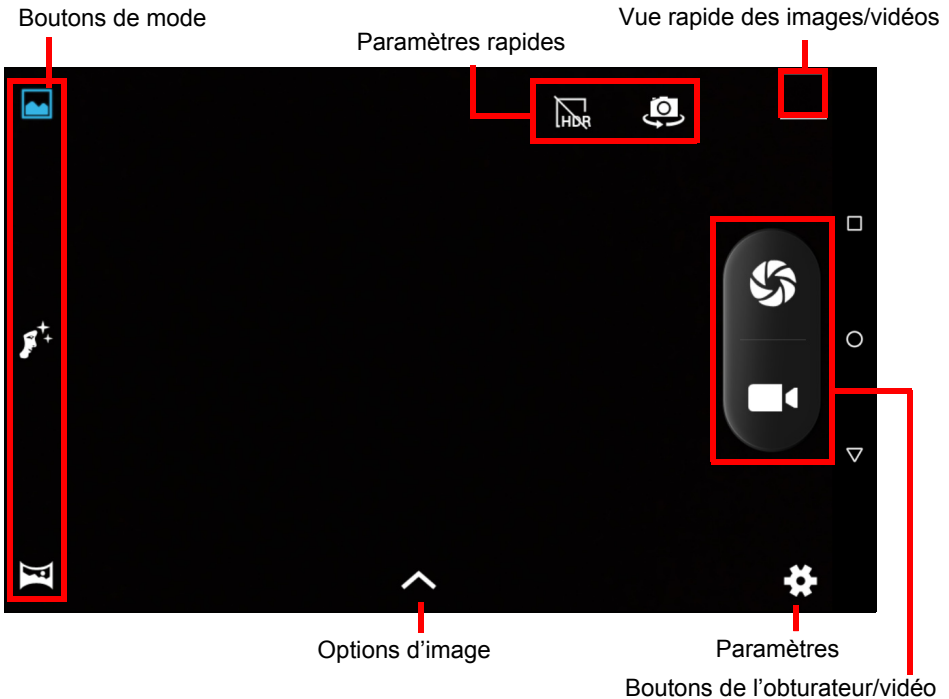 Boutons de mode
Vue rapide des images/vidéos
Paramètres rapides
HDR
Options d’image
Paramètres
Boutons de l’obturateur/vidéo